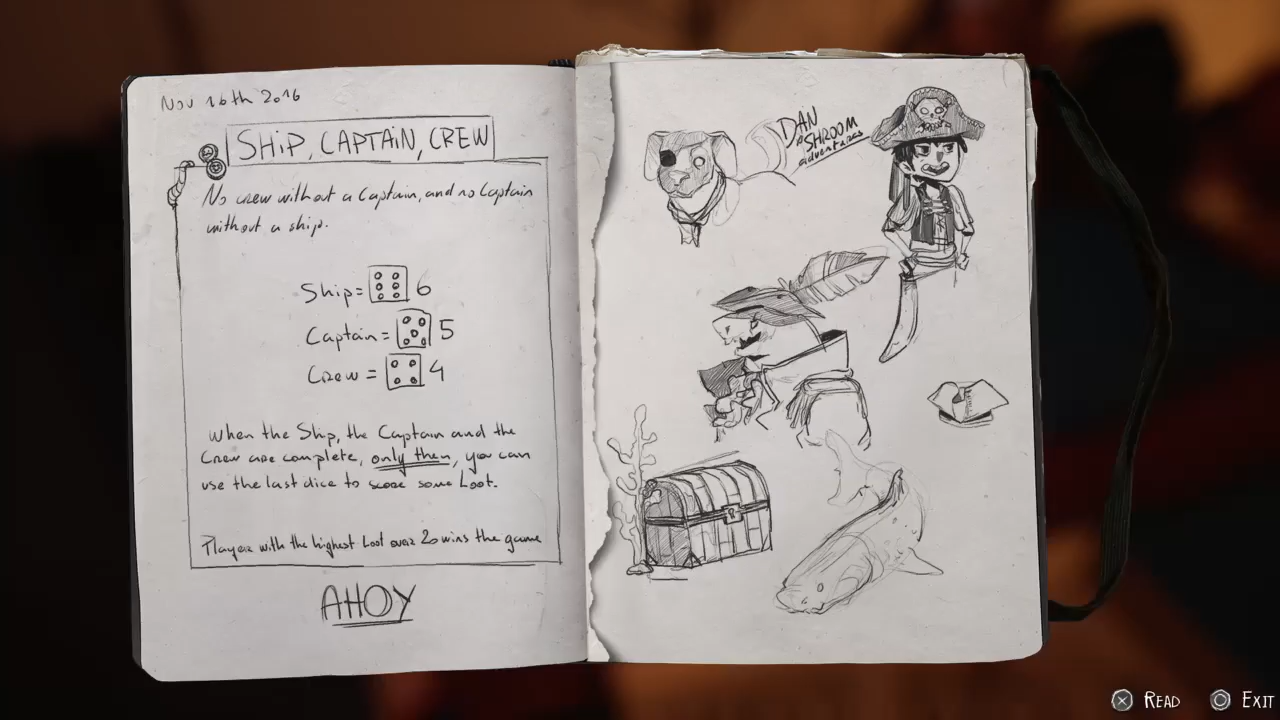 Nov 16th 2016
SHIP, CAPTAIN, CREW
No crew without a Captain, and no Captain
without a ship.
Ship = 6
Captain = 5
Crew = 4
When the Ship, the Captain and the
Crew are complete, only then, you can
use the last dice to score some Loot.
Player with the highest Loot over 20 wins the game
AHOY
DAN
& SHROOM
adventures
READ
EXIT